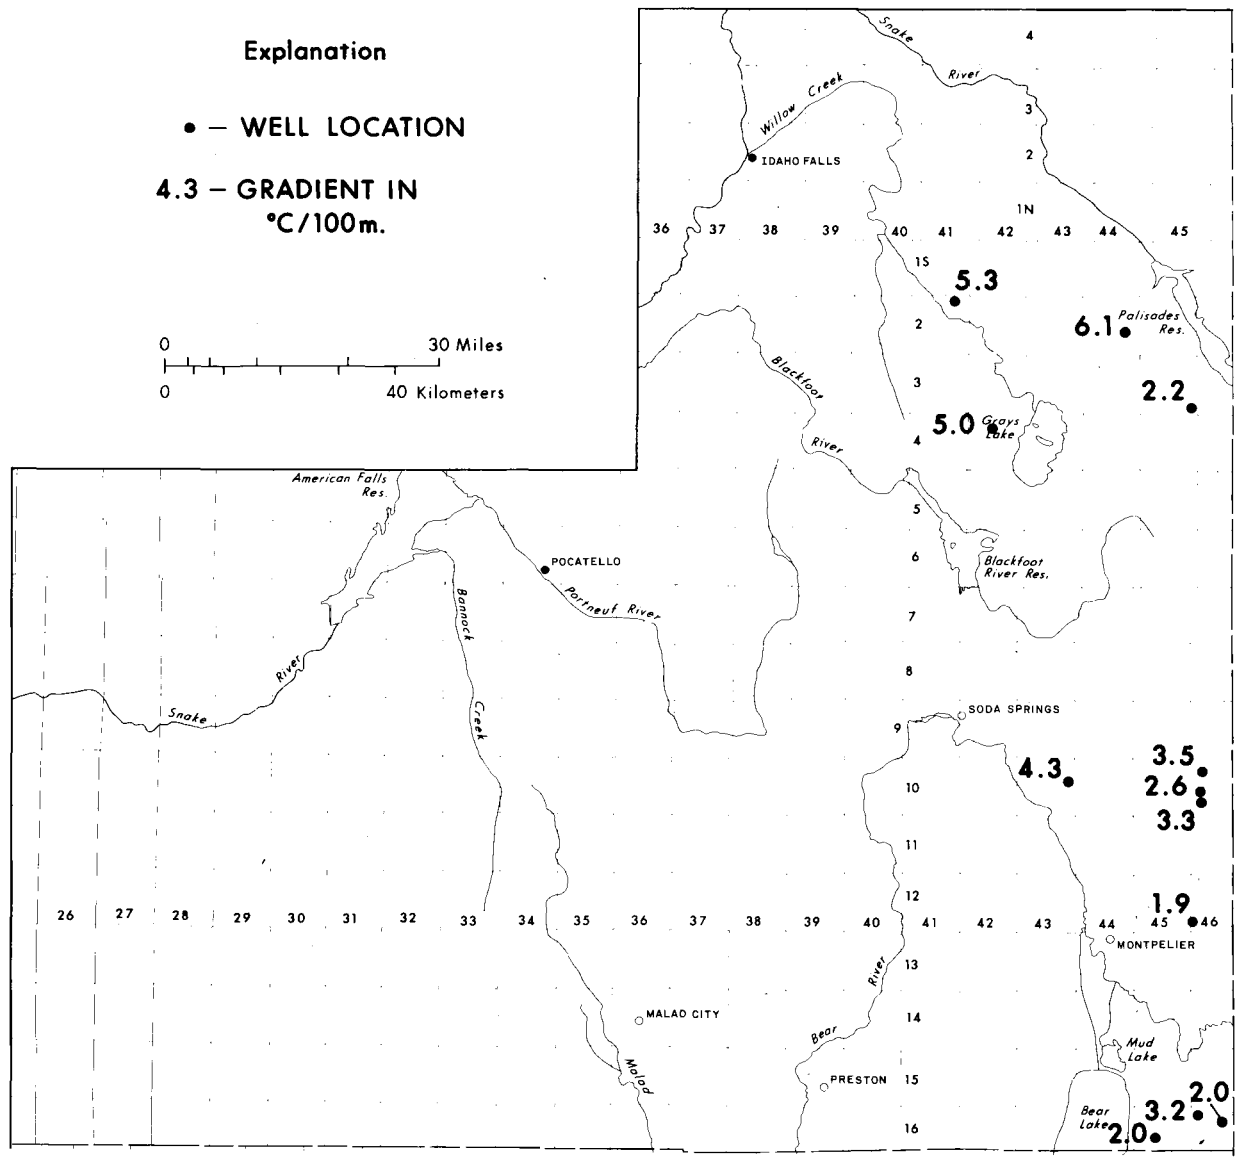 Explanation
● – WELL LOCATION
4.3 – GRADIENT IN
°C/100m.
0 30 Miles
0 40 Kilometers
Snake
River
4
3
2
1N
Willow Creek
IDAHO FALLS
36 37 38 39 40 41 42 43 44 45
1S
5.3
2
6.1
Palisades
Res.
3
2.2
Blackfoot
River
5.0
Grays
Lake
4
American Falls
Res.
5
6
Blackfoot
River Res.
POCATELLO
Portneuf River
Bannock
Creek
7
8
River
Snake
SODA SPRINGS
9
4.3
3.5
2.6
3.3
10
11
12
1.9
26 27 28 29 30 31 32 33 34 35 36 37 38 39 40 41 42 43 44 45 46
MONTPELIER
13
River
Bear
14
MALAD CITY
Malad
Mud
Lake
PRESTON
15
16
Bear
Lake
3.2
2.0
2.0